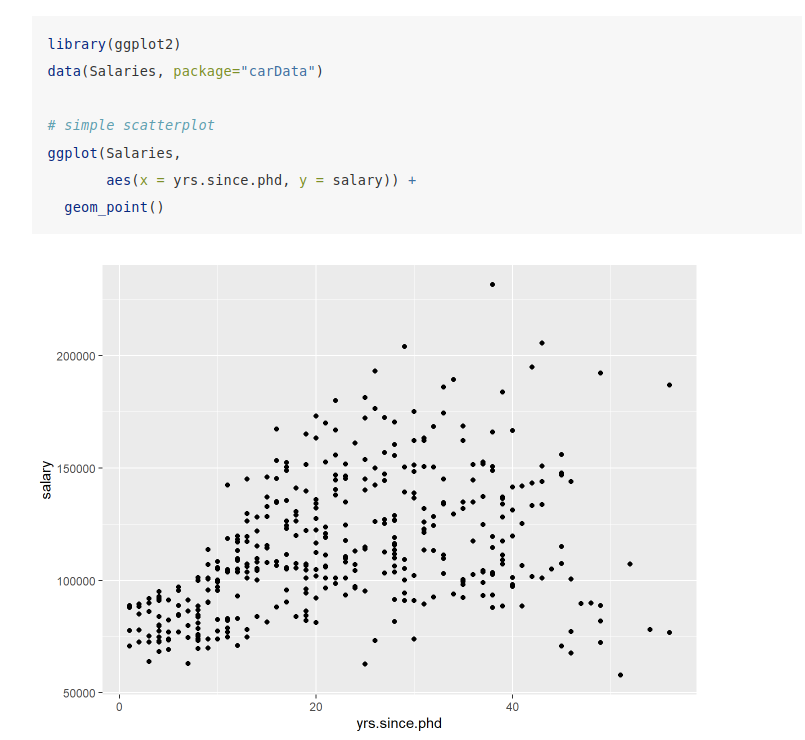 library(ggplot2)
data(Salaries, package="carData")
# simple scatterplot
ggplot(Salaries,
aes(x = yrs.since.phd, y = salary)) +
geom_point()
200000
150000
salary
100000
50000
0 20 40
yrs.since.phd